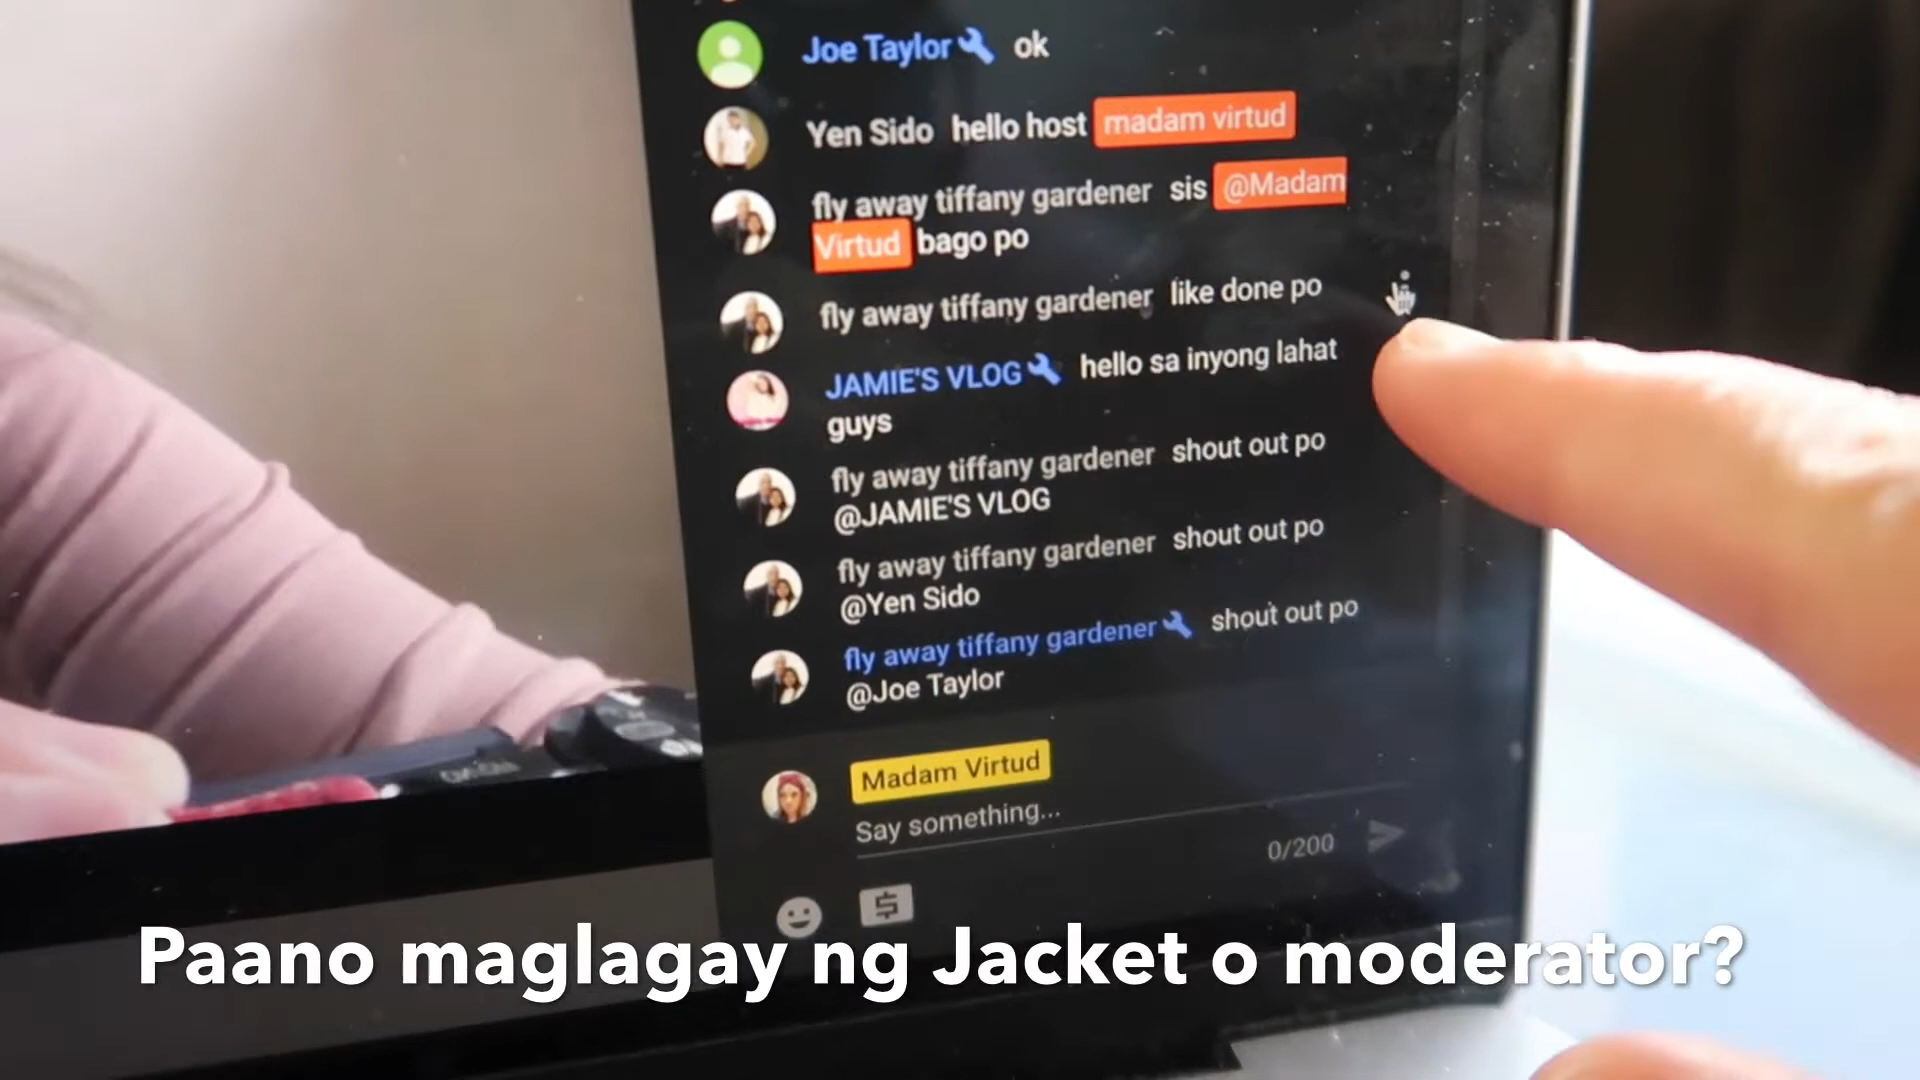 Joe Taylor ok
Yen Sido hello host madam virtud
fly away tiffany gardener sis @Madam
Virtud bago po
fly away tiffany gardener like done po
JAMIE'S VLOG hello sa inyong lahat
guys
fly away tiffany gardener shout out po
@JAMIE'S VLOG
fly away tiffany gardener shout out po
@Yen Sido
fly away tiffany gardener shout out po
@Joe Taylor
Madam Virtud
Say something...
0/200
Paano maglagay ng Jacket o moderator?